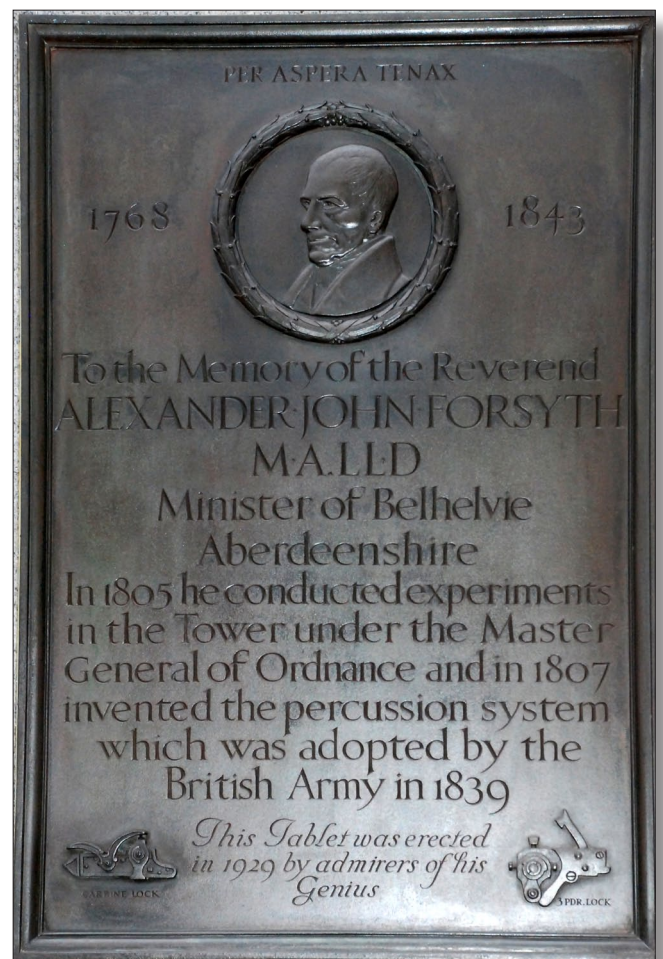 PER ASPERA TENAX
1768 1843
To the Memory of the Reverend
ALEXANDER·JOHN·FORSYTH
M·A.LL·D
Minister of Belhelvie
Aberdeenshire
In 1805 he conducted experiments
in the Tower under the Master
General of Ordnance and in 1807
invented the percussion system
which was adopted by the
British Army in 1839
This Tablet was erected
in 1929 by admirers of his
Genius
CARBINE LOCK
3 PDR. LOCK